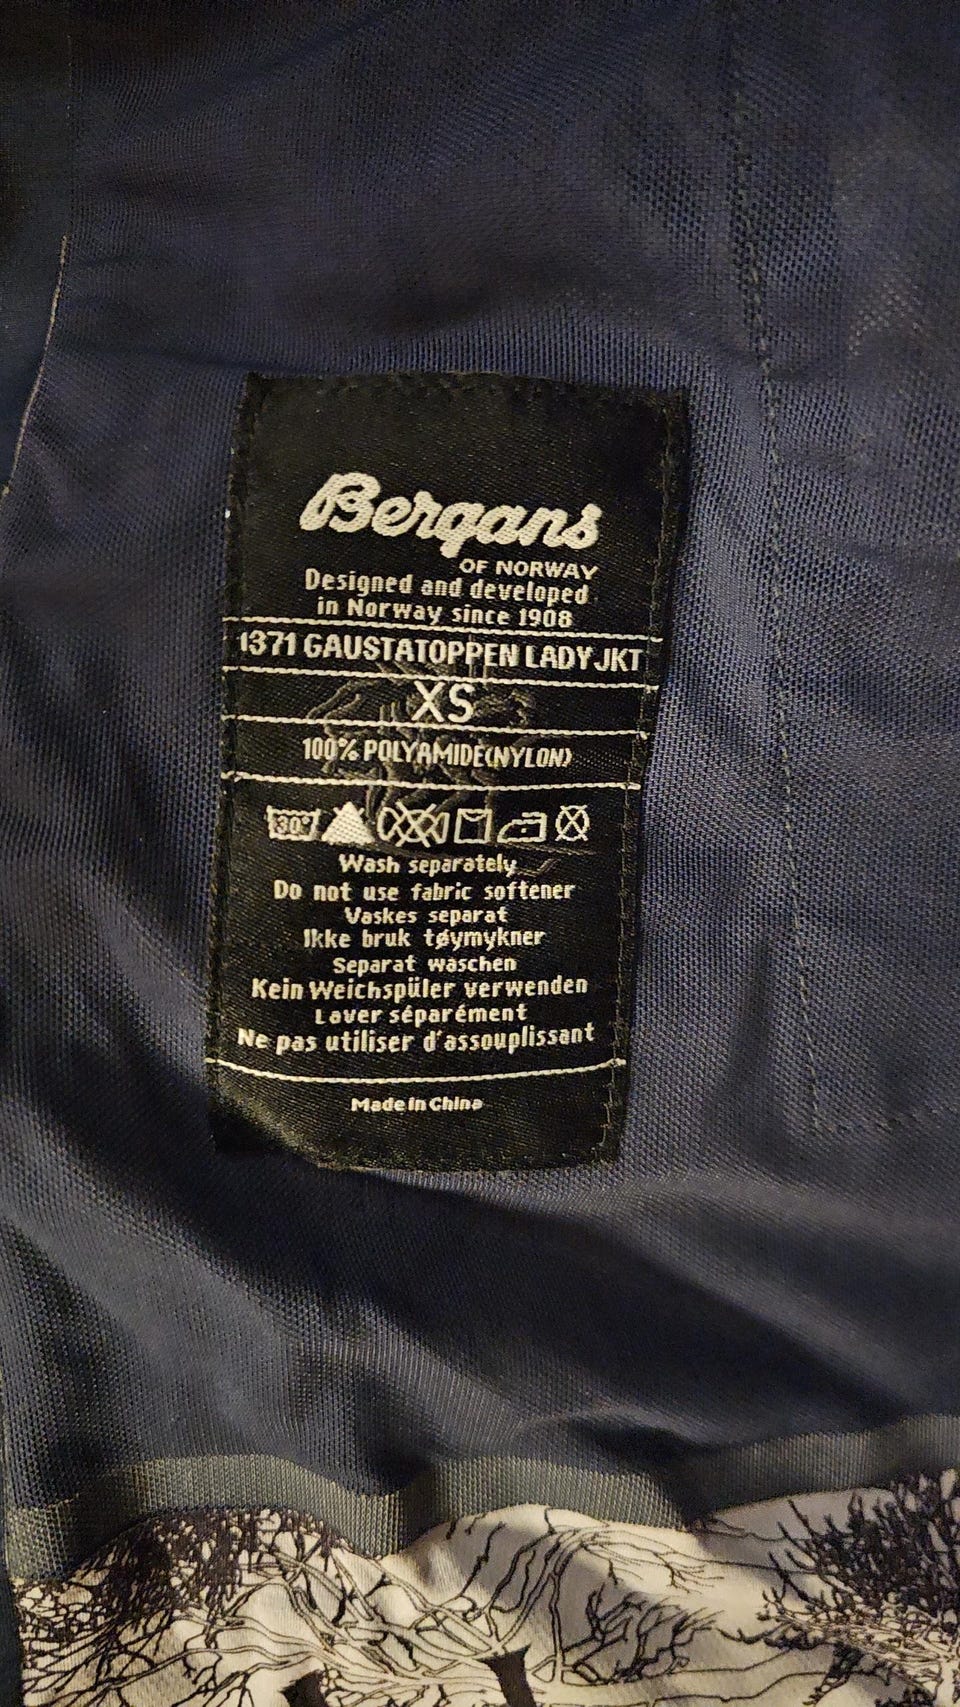 Bergans
OF NORWAY
Designed and developed
in Norway since 1908
1371 GAUSTATOPPEN LADY JKT
XS
100% POLYAMIDE(NYLON)
30°
Wash separately
Do not use fabric softener
Vaskes separat
Ikke bruk tøymykner
Separat waschen
Kein Weichspüler verwenden
Laver séparément
Ne pas utiliser d'assouplissant
Made in China